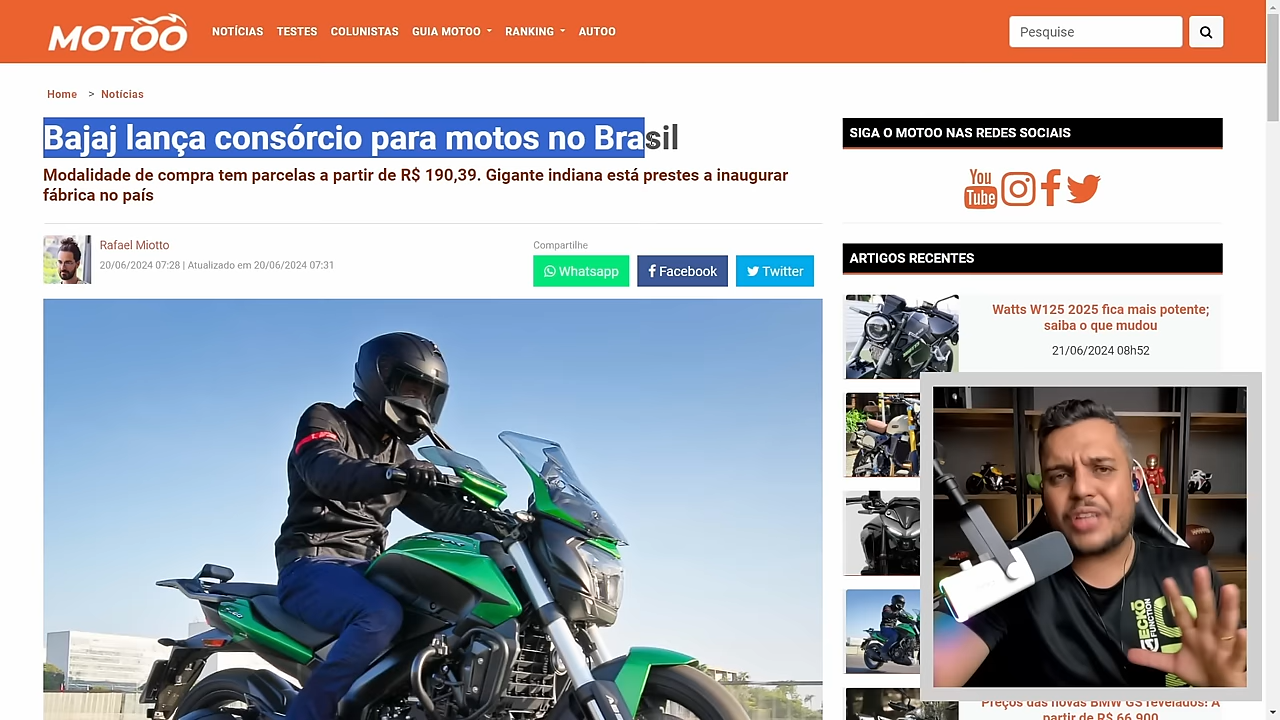 MOTOO
NOTÍCIAS TESTES COLUNISTAS GUIA MOTOO RANKING AUTOO
Pesquise
Home > Notícias
Bajaj lança consórcio para motos no Brasil
Modalidade de compra tem parcelas a partir de R$ 190,39. Gigante indiana está prestes a inaugurar
fábrica no país
Rafael Miotto
20/06/2024 07:28 | Atualizado em 20/06/2024 07:31
Compartilhe
Whatsapp Facebook Twitter
SIGA O MOTOO NAS REDES SOCIAIS
You
Tube
ARTIGOS RECENTES
Watts W125 2025 fica mais potente;
saiba o que mudou
21/06/2024 08h52
GECKO
FUNCTION
Preços das novas BMW GS revelados! A
partir de R$ 66.900